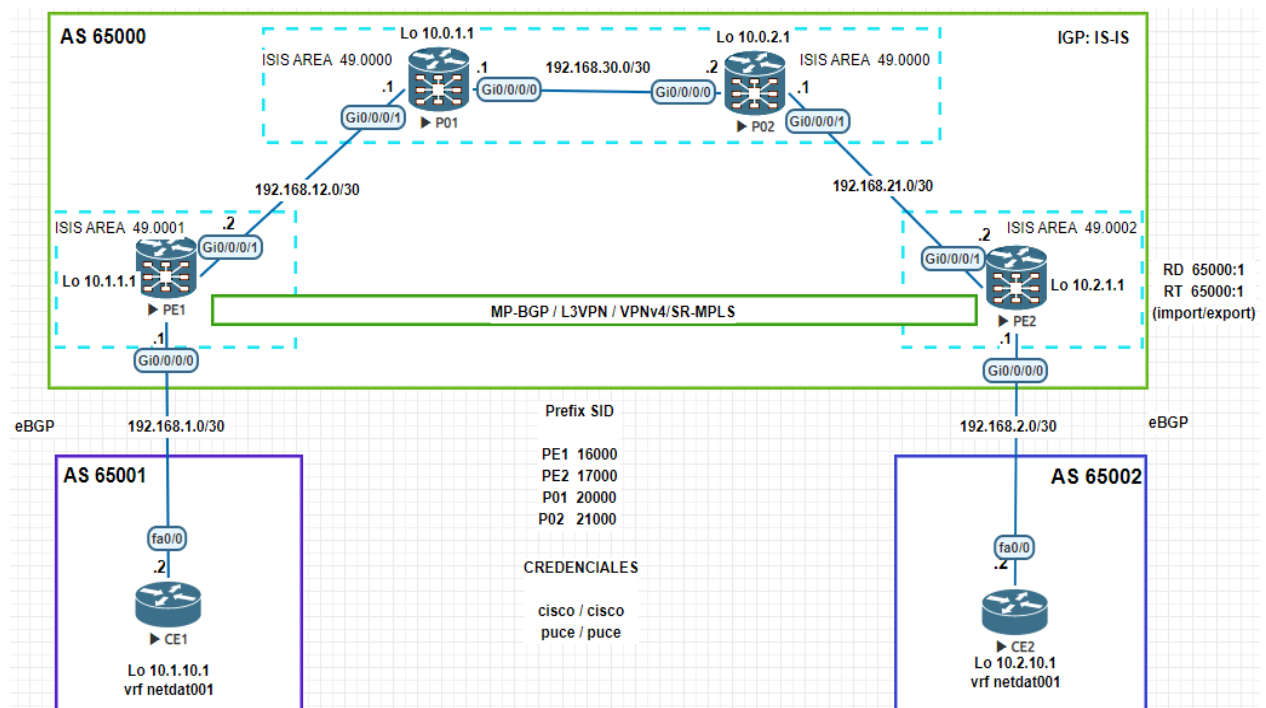 AS 65000
IGP: IS-IS
Lo 10.0.1.1
Lo 10.0.2.1
ISIS AREA 49.0000
ISIS AREA 49.0000
.1
.1
192.168.30.0/30
.2
.1
Gi0/0/0/0
Gi0/0/0/0
Gi0/0/0/1
P01
P02
Gi0/0/0/1
192.168.12.0/30
192.168.21.0/30
ISIS AREA 49.0001
.2
Gi0/0/0/1
Lo 10.1.1.1
PE1
.1
Gi0/0/0/0
ISIS AREA 49.0002
.2
Gi0/0/0/1
Lo 10.2.1.1
PE2
.1
Gi0/0/0/0
RD 65000:1
RT 65000:1
(import/export)
MP-BGP / L3VPN / VPNv4/SR-MPLS
eBGP
192.168.1.0/30
192.168.2.0/30
eBGP
Prefix SID
PE1 16000
PE2 17000
P01 20000
P02 21000
CREDENCIALES
cisco / cisco
puce / puce
AS 65001
fa0/0
.2
CE1
Lo 10.1.10.1
vrf netdat001
AS 65002
fa0/0
.2
CE2
Lo 10.2.10.1
vrf netdat001